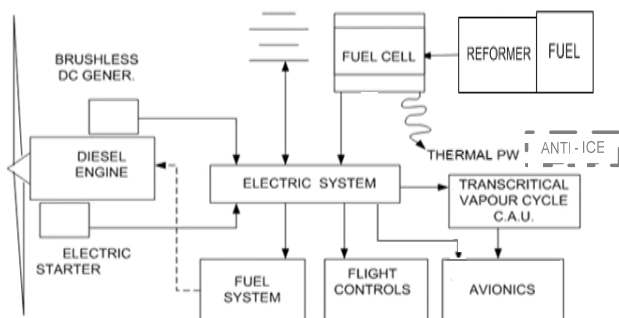 BRUSHLESS
DC GENER.
FUEL CELL
REFORMER
FUEL
DIESEL
ENGINE
THERMAL PW
ANTI - ICE
ELECTRIC SYSTEM
TRANSCRITICAL
VAPOUR CYCLE
C.A.U.
ELECTRIC
STARTER
FUEL
SYSTEM
FLIGHT
CONTROLS
AVIONICS